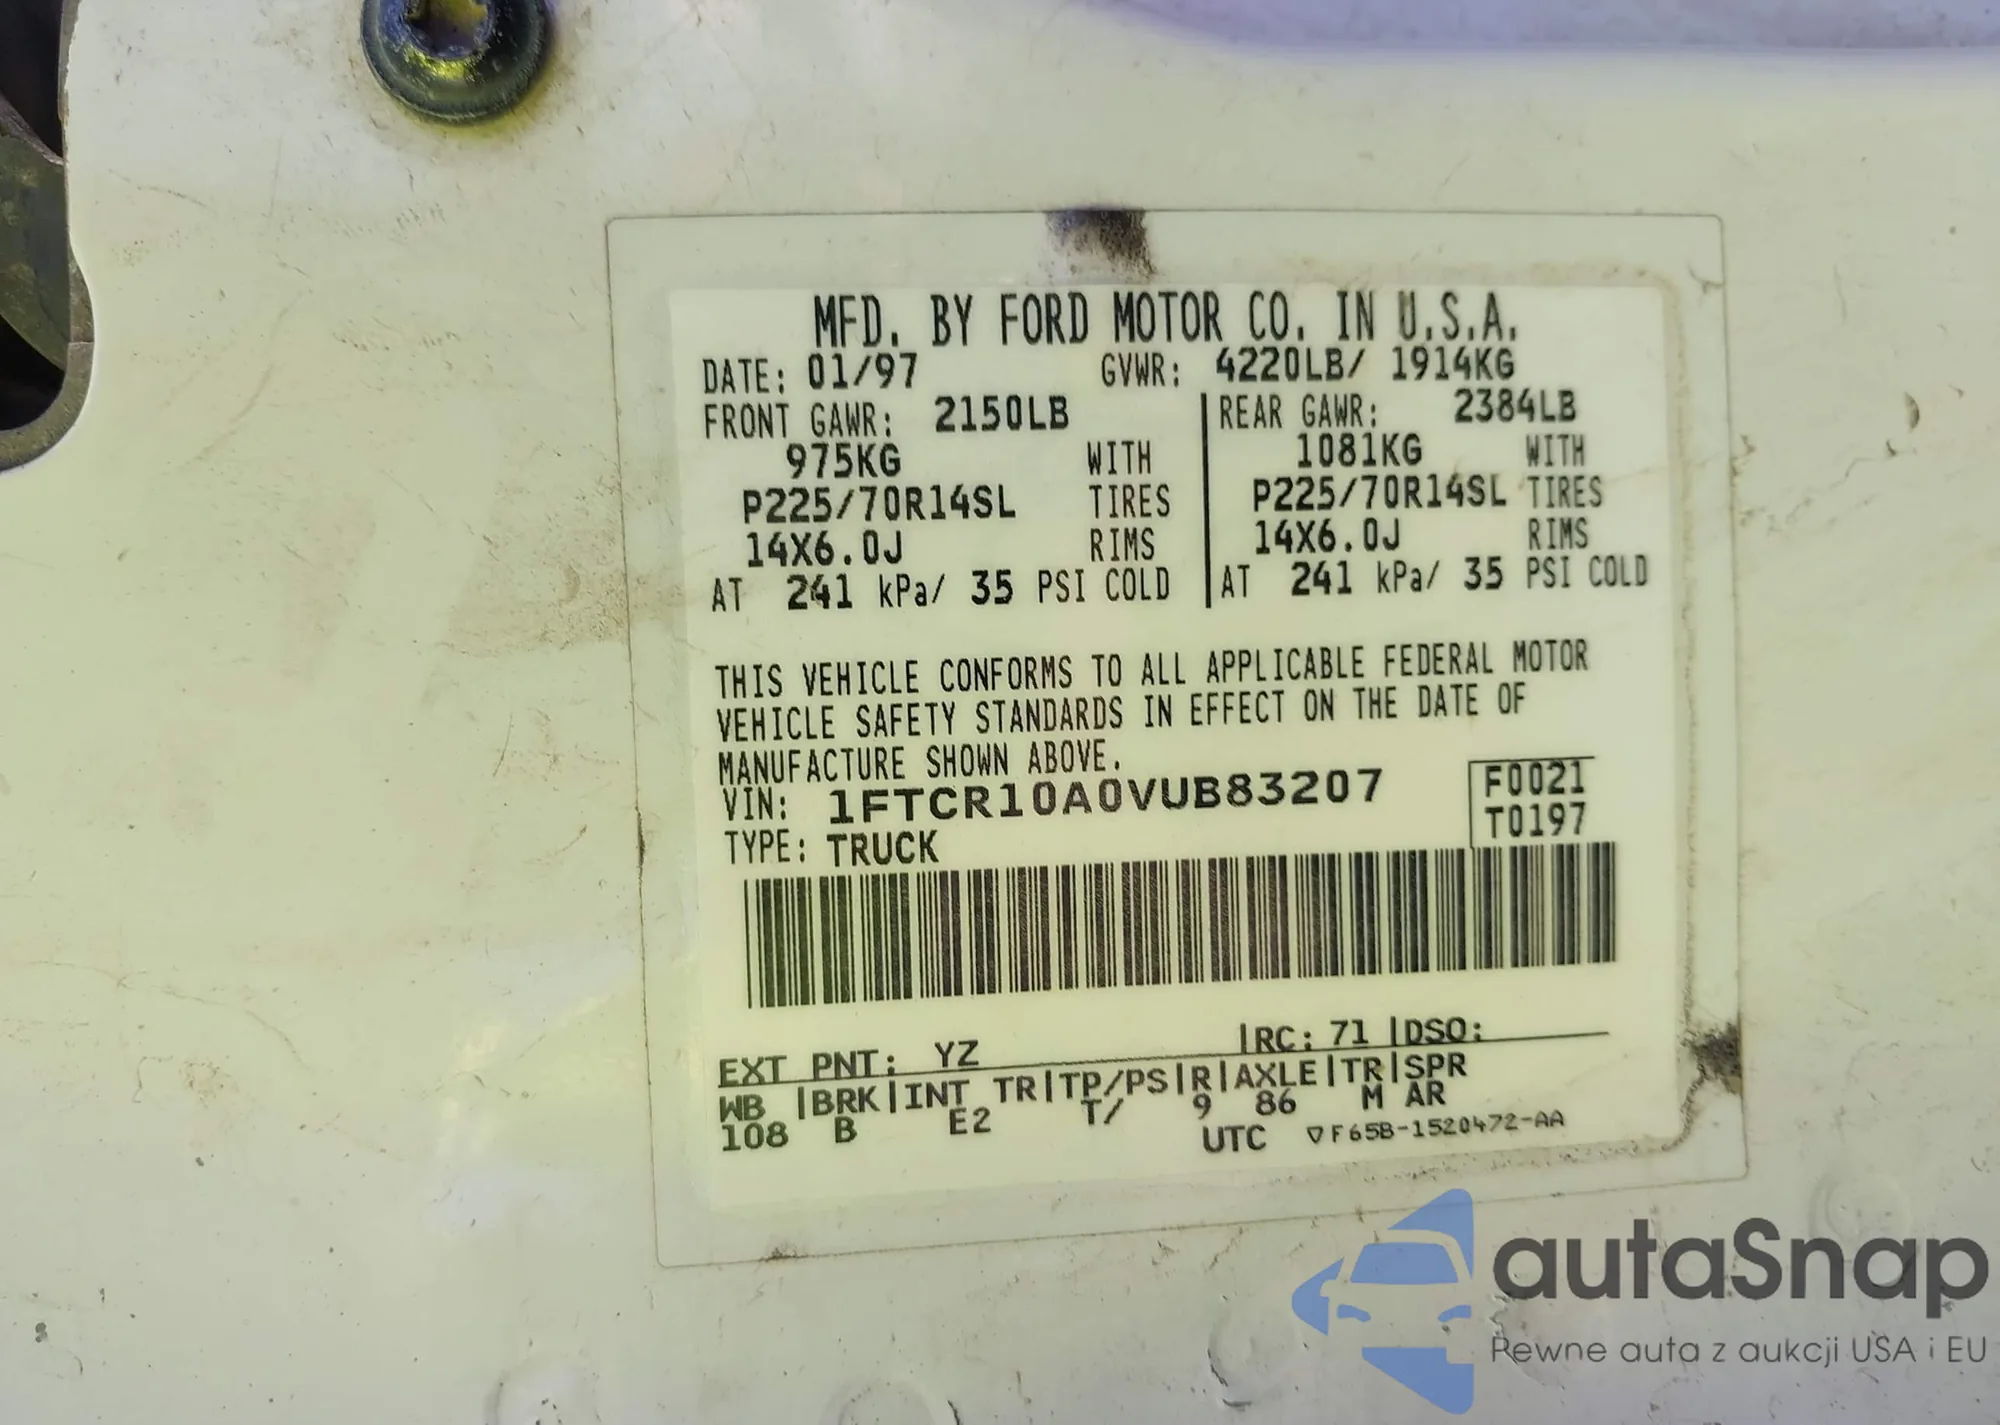 MFD. BY FORD MOTOR CO. IN U.S.A.
DATE: 01/97 GVWR: 4220LB/ 1914KG
FRONT GAWR: 2150LB REAR GAWR: 2384LB
975KG WITH 1081KG WITH
P225/70R14SL TIRES P225/70R14SL TIRES
14X6.0J RIMS 14X6.0J RIMS
AT 241 kPa/ 35 PSI COLD AT 241 kPa/ 35 PSI COLD
THIS VEHICLE CONFORMS TO ALL APPLICABLE FEDERAL MOTOR
VEHICLE SAFETY STANDARDS IN EFFECT ON THE DATE OF
MANUFACTURE SHOWN ABOVE.
VIN: 1FTCR10A0VUB83207 F0021
TYPE: TRUCK T0197
EXT PNT: YZ |RC: 71 |DSO:
WB |BRK|INT TR|TP/PS|R|AXLE|TR|SPR
108 B E2 T/ 9 86 M AR
UTC ▽F65B-1520472-AA
autaSnap
Pewne auta z aukcji USA i EU